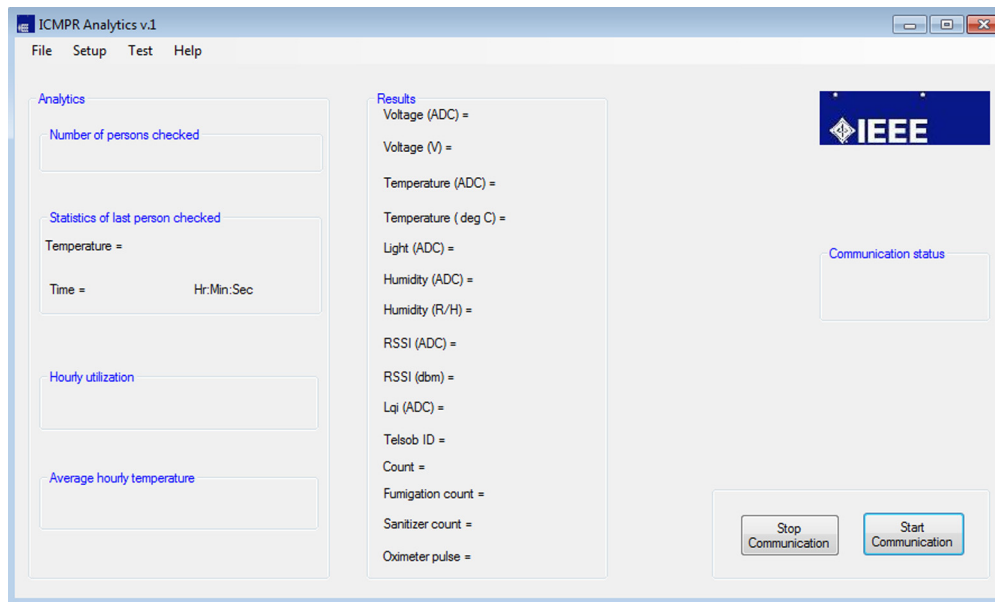 ICMPR Analytics v.1
File Setup Test Help
Analytics
Number of persons checked
Statistics of last person checked
Temperature =
Time = Hr:Min:Sec
Hourly utilization
Average hourly temperature
Results
Voltage (ADC) =
Voltage (V) =
Temperature (ADC) =
Temperature ( deg C) =
Light (ADC) =
Humidity (ADC) =
Humidity (R/H) =
RSSI (ADC) =
RSSI (dbm) =
Lqi (ADC) =
Telsob ID =
Count =
Fumigation count =
Sanitizer count =
Oximeter pulse =
IEEE
Communication status
Stop
Communication
Start
Communication